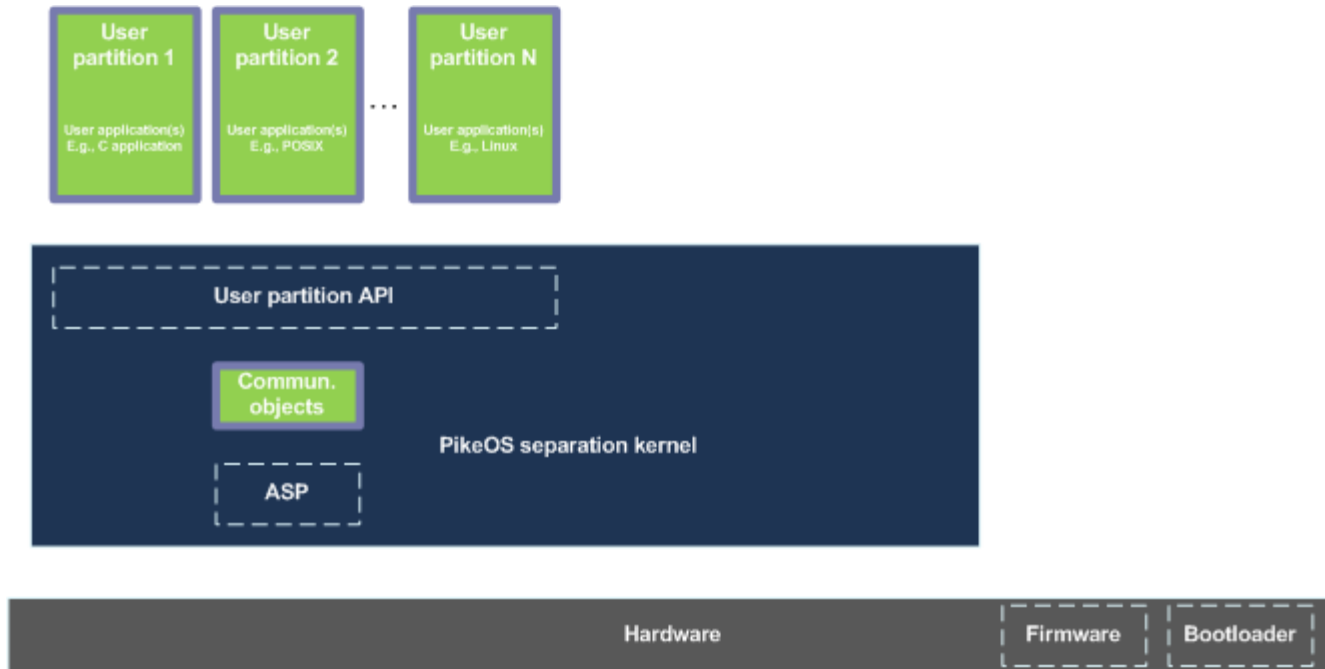 User
partition 1
User application(s)
E.g., C application
User
partition 2
User application(s)
E.g., POSIX
...
User
partition N
User application(s)
E.g., Linux
User partition API
Commun.
objects
PikeOS separation kernel
ASP
Hardware
Firmware
Bootloader